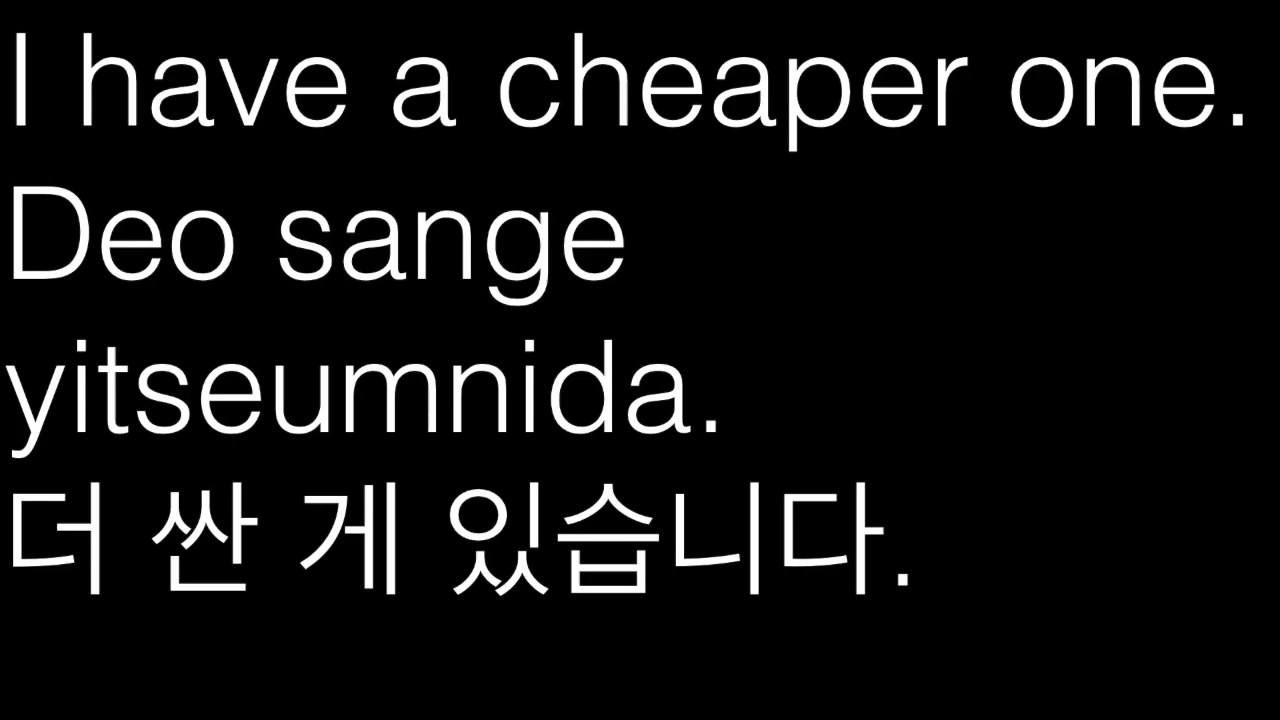 I have a cheaper one.
Deo sange
yitseumnida.
더 싼 게 있습니다.